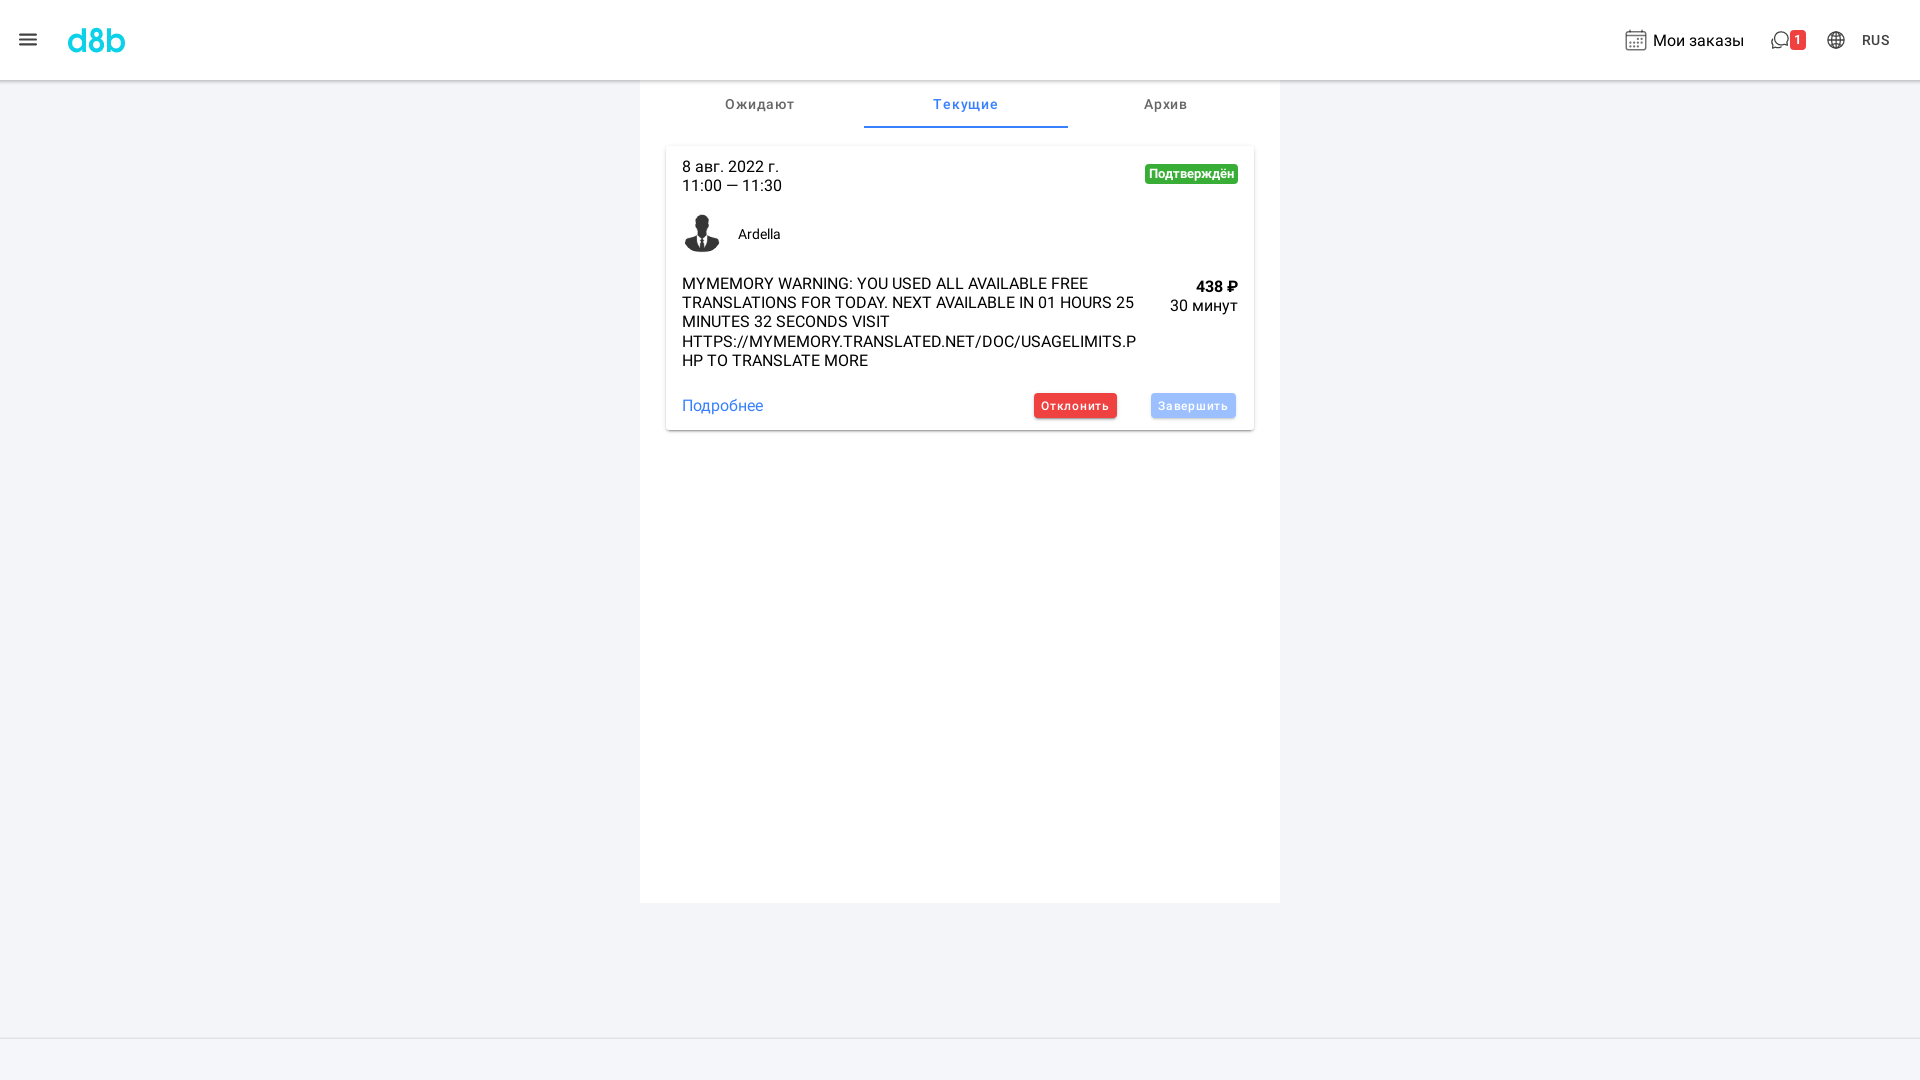 d8b
Мои заказы
1
RUS
Ожидают
Текущие
Архив
8 авг. 2022 г.
11:00 — 11:30
Подтверждён
Ardella
MYMEMORY WARNING: YOU USED ALL AVAILABLE FREE
TRANSLATIONS FOR TODAY. NEXT AVAILABLE IN 01 HOURS 25
MINUTES 32 SECONDS VISIT
HTTPS://MYMEMORY.TRANSLATED.NET/DOC/USAGELIMITS.P
HP TO TRANSLATE MORE
438 ₽
30 минут
Подробнее
Отклонить
Завершить